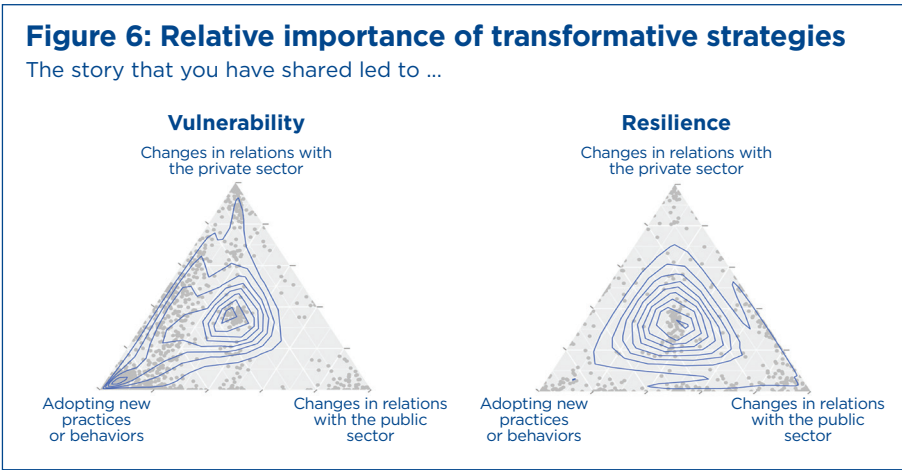 Figure 6: Relative importance of transformative strategies
The story that you have shared led to ...
Vulnerability
Changes in relations with
the private sector
Adopting new
practices
or behaviors
Changes in relations
with the public
sector
Resilience
Changes in relations with
the private sector
Adopting new
practices
or behaviors
Changes in relations
with the public
sector